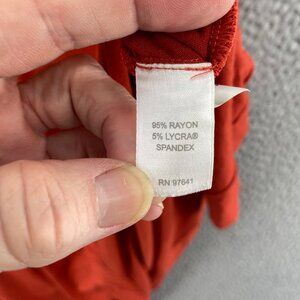 95% RAYON
5% LYCRA®
SPANDEX
RN 97641